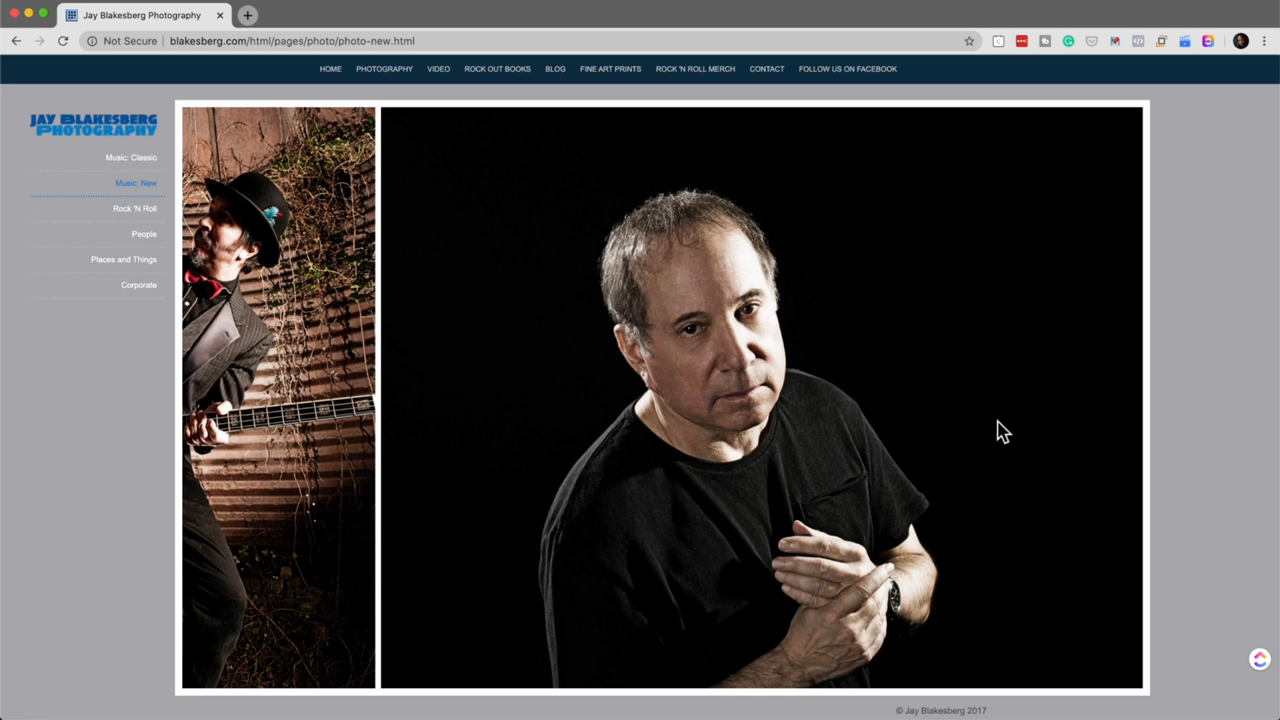 Jay Blakesberg Photography
Not Secure
blakesberg.com/html/pages/photo/photo-new.html
HOME PHOTOGRAPHY VIDEO ROCK OUT BOOKS BLOG FINE ART PRINTS ROCK 'N ROLL MERCH CONTACT FOLLOW US ON FACEBOOK
JAY BLAKESBERG
PHOTOGRAPHY
Music: Classic
Music: New
Rock 'N Roll
People
Places and Things
Corporate
© Jay Blakesberg 2017